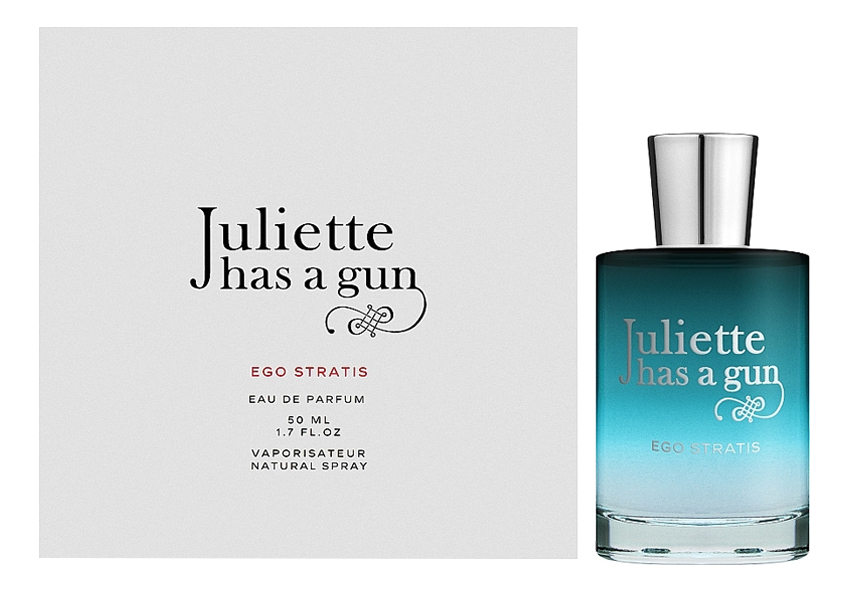 Juliette
has a gun
EGO STRATIS
EAU DE PARFUM
50 ML
1.7 FL.OZ
VAPORISATEUR
NATURAL SPRAY
Juliette
has a gun
EGO STRATIS